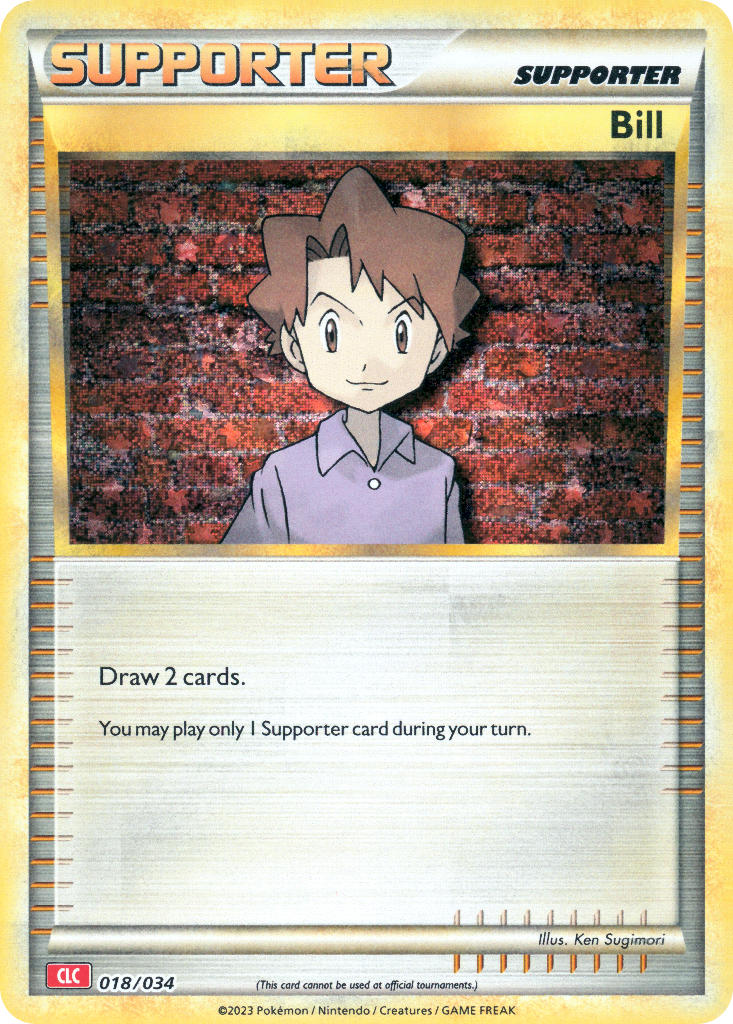 SUPPORTER
SUPPORTER
Bill
Draw 2 cards.
You may play only 1 Supporter card during your turn.
Illus. Ken Sugimori
CLC 018/034
(This card cannot be used at official tournaments.)
©2023 Pokémon / Nintendo / Creatures / GAME FREAK